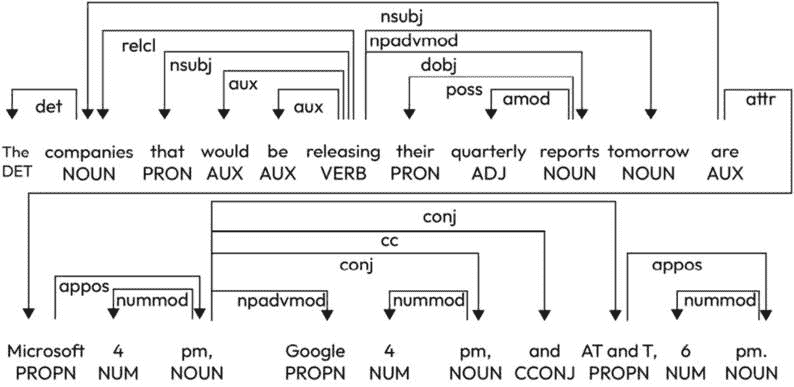 nsubj
relcl npadvmod
nsubj dobj
det aux aux poss amod attr
The companies that would be releasing their quarterly reports tomorrow are
DET NOUN PRON AUX AUX VERB PRON ADJ NOUN NOUN AUX
conj
cc
appos conj appos
nummod npadvmod nummod nummod
Microsoft 4 pm, Google 4 pm, and AT and T, 6 pm.
PROPN NUM NOUN PROPN NUM NOUN CCONJ PROPN NUM NOUN